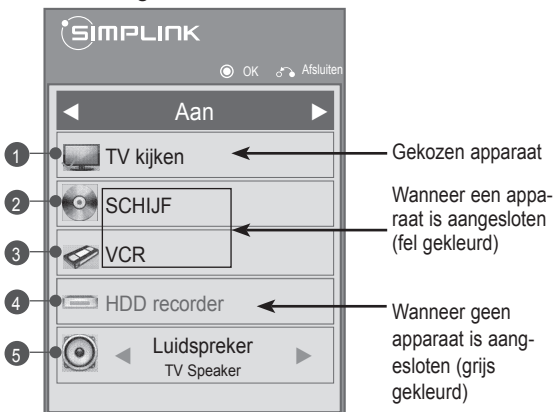 SIMPLINK
OK Afsluiten
Aan
1 TV kijken
2 SCHIJF
3 VCR
4 HDD recorder
5 Luidspreker
TV Speaker
Gekozen apparaat
Wanneer een appa-
raat is aangesloten
(fel gekleurd)
Wanneer geen
apparaat is aang-
esloten (grijs
gekleurd)